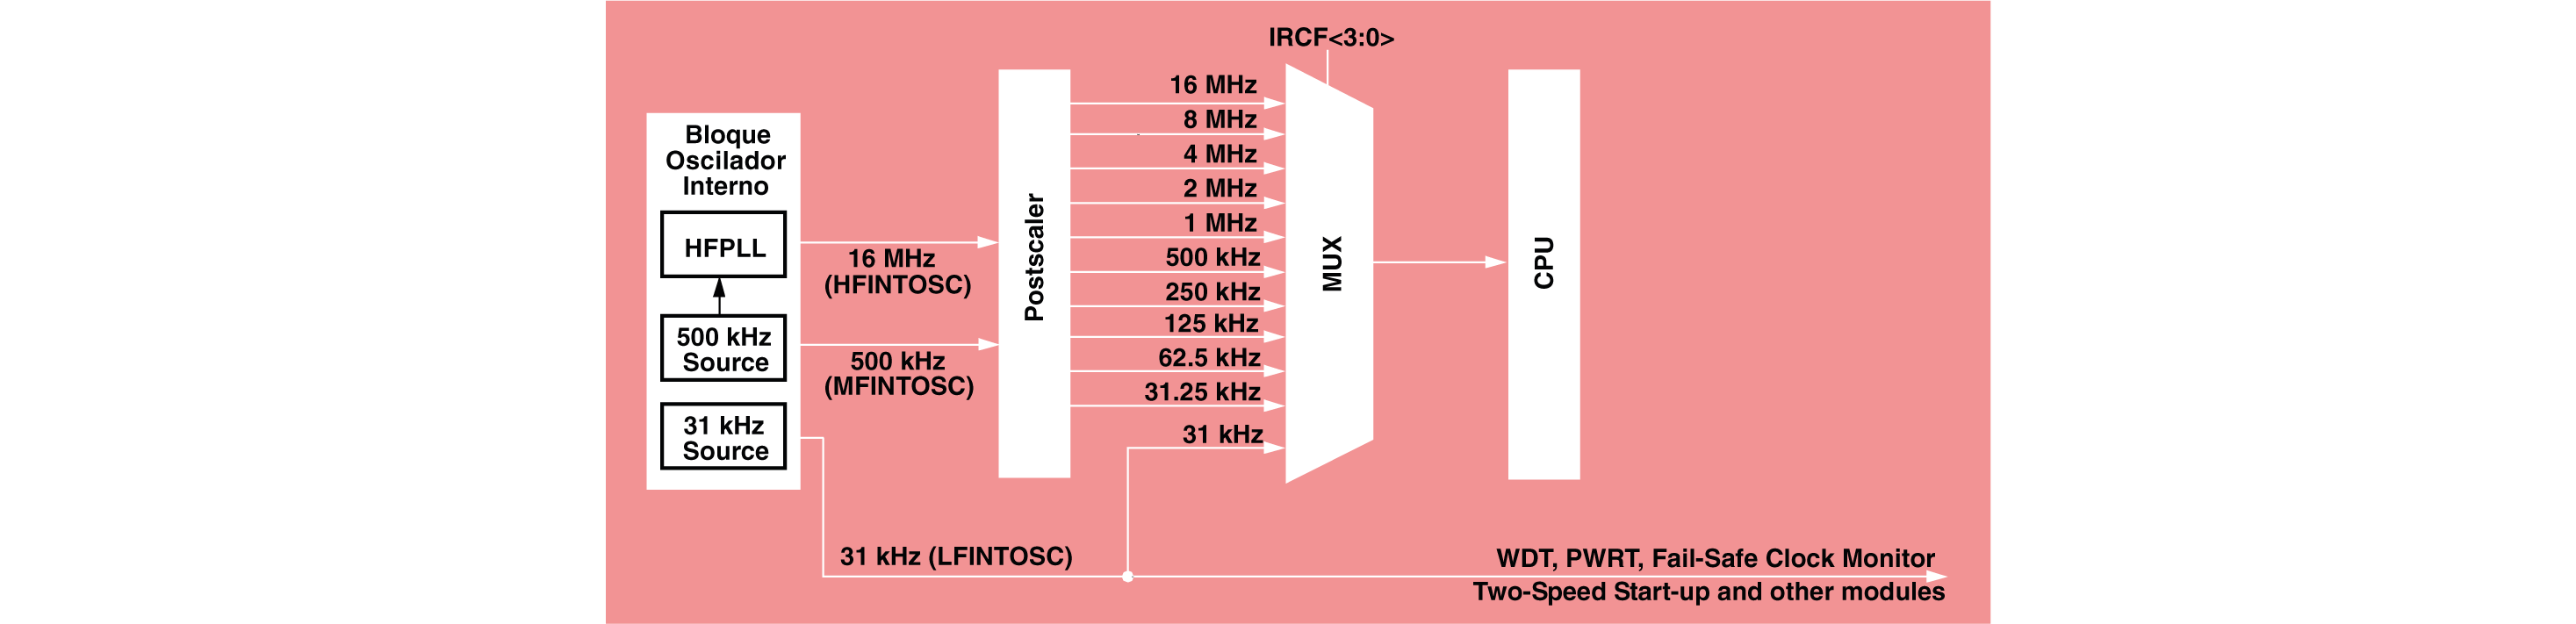 IRCF<3:0>
Bloque
Oscilador
Interno
HFPLL
500 kHz
Source
31 kHz
Source
16 MHz
(HFINTOSC)
500 kHz
(MFINTOSC)
31 kHz (LFINTOSC)
Postscaler
16 MHz
8 MHz
4 MHz
2 MHz
1 MHz
500 kHz
250 kHz
125 kHz
62.5 kHz
31.25 kHz
31 kHz
MUX
CPU
WDT, PWRT, Fail-Safe Clock Monitor
Two-Speed Start-up and other modules